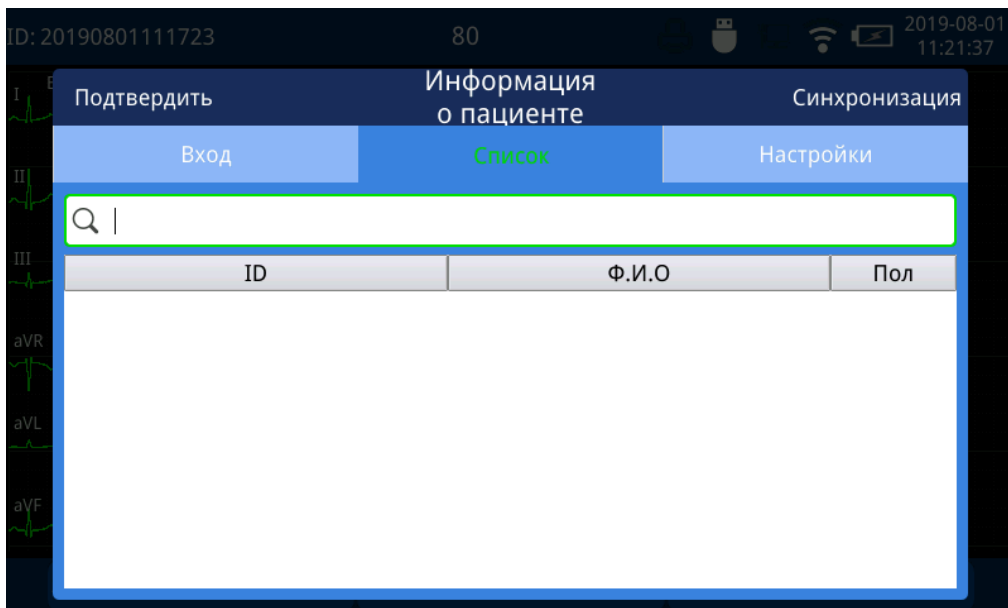 ID: 20190801111723
80
2019-08-01
11:21:37
Подтвердить
Информация
о пациенте
Синхронизация
Вход
Список
Настройки
ID
Ф.И.О
Пол
I
II
III
aVR
aVL
aVF